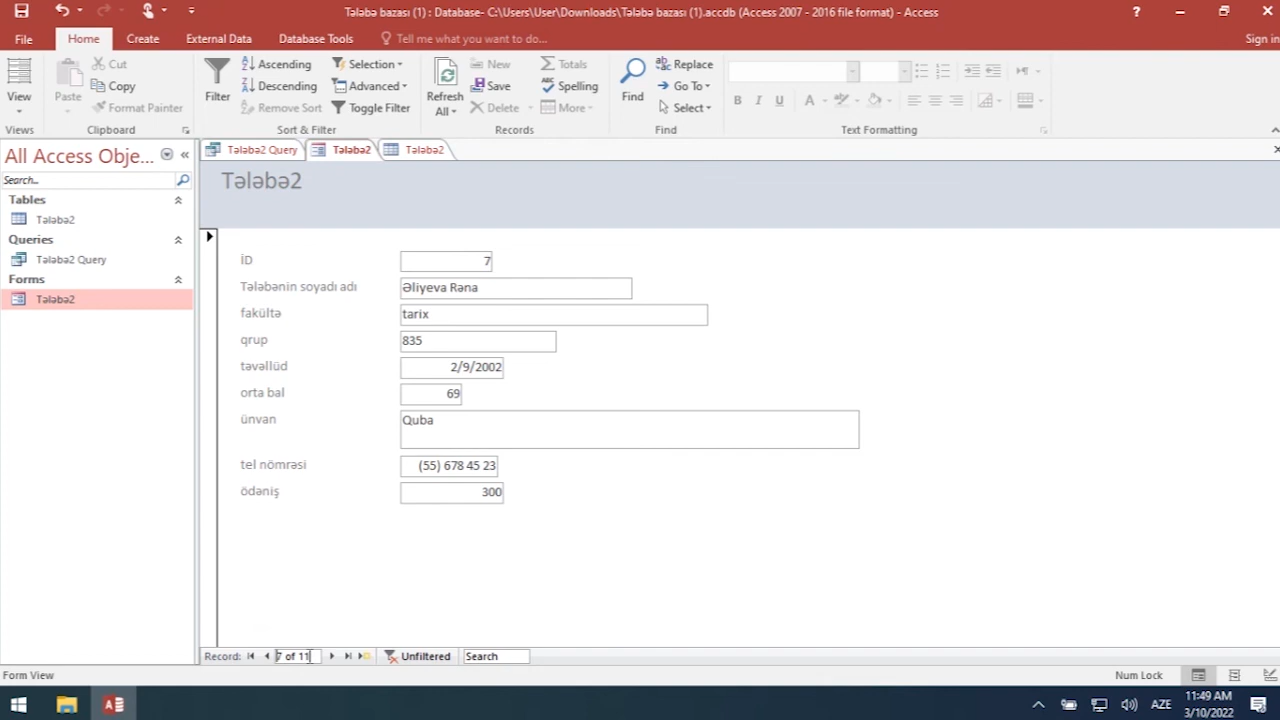 Tələbə bazası (1) : Database- C:\Users\User\Downloads\Tələbə bazası (1).accdb (Access 2007 - 2016 file format) - Access
?
File Home Create External Data Database Tools Tell me what you want to do... Sign in
View
Views
Paste
Cut
Copy
Format Painter
Clipboard
Filter
Ascending
Descending
Remove Sort
Selection
Advanced
Toggle Filter
Sort & Filter
Refresh All
New
Save
Delete
Totals
Spelling
More
Records
Find
Replace
Go To
Select
Find
B I U A
Text Formatting
All Access Obje...
Search...
Tables
Tələbə2
Queries
Tələbə2 Query
Forms
Tələbə2
Tələbə2 Query Tələbə2 Tələbə2
Tələbə2
İD 7
Tələbənin soyadı adı Əliyeva Rəna
fakültə tarix
qrup 835
təvəllüd 2/9/2002
orta bal 69
ünvan Quba
tel nömrəsi (55) 678 45 23
ödəniş 300
Record: 7 of 11 Unfiltered Search
Form View Num Lock
AZE 11:49 AM
3/10/2022